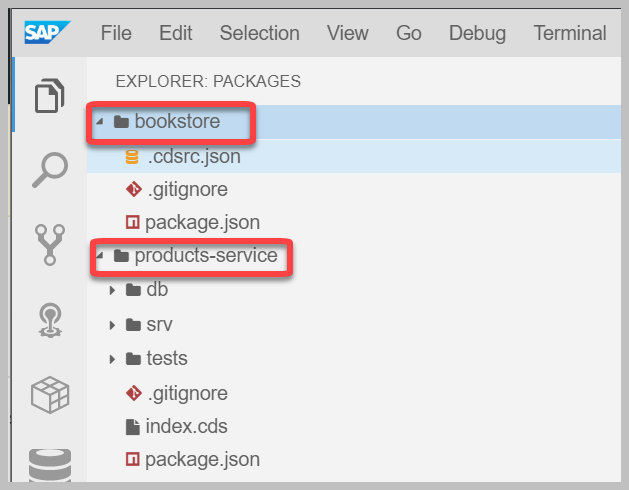 SAP File Edit Selection View Go Debug Terminal
EXPLORER: PACKAGES
bookstore
.cdsrc.json
.gitignore
package.json
products-service
db
srv
tests
.gitignore
index.cds
package.json